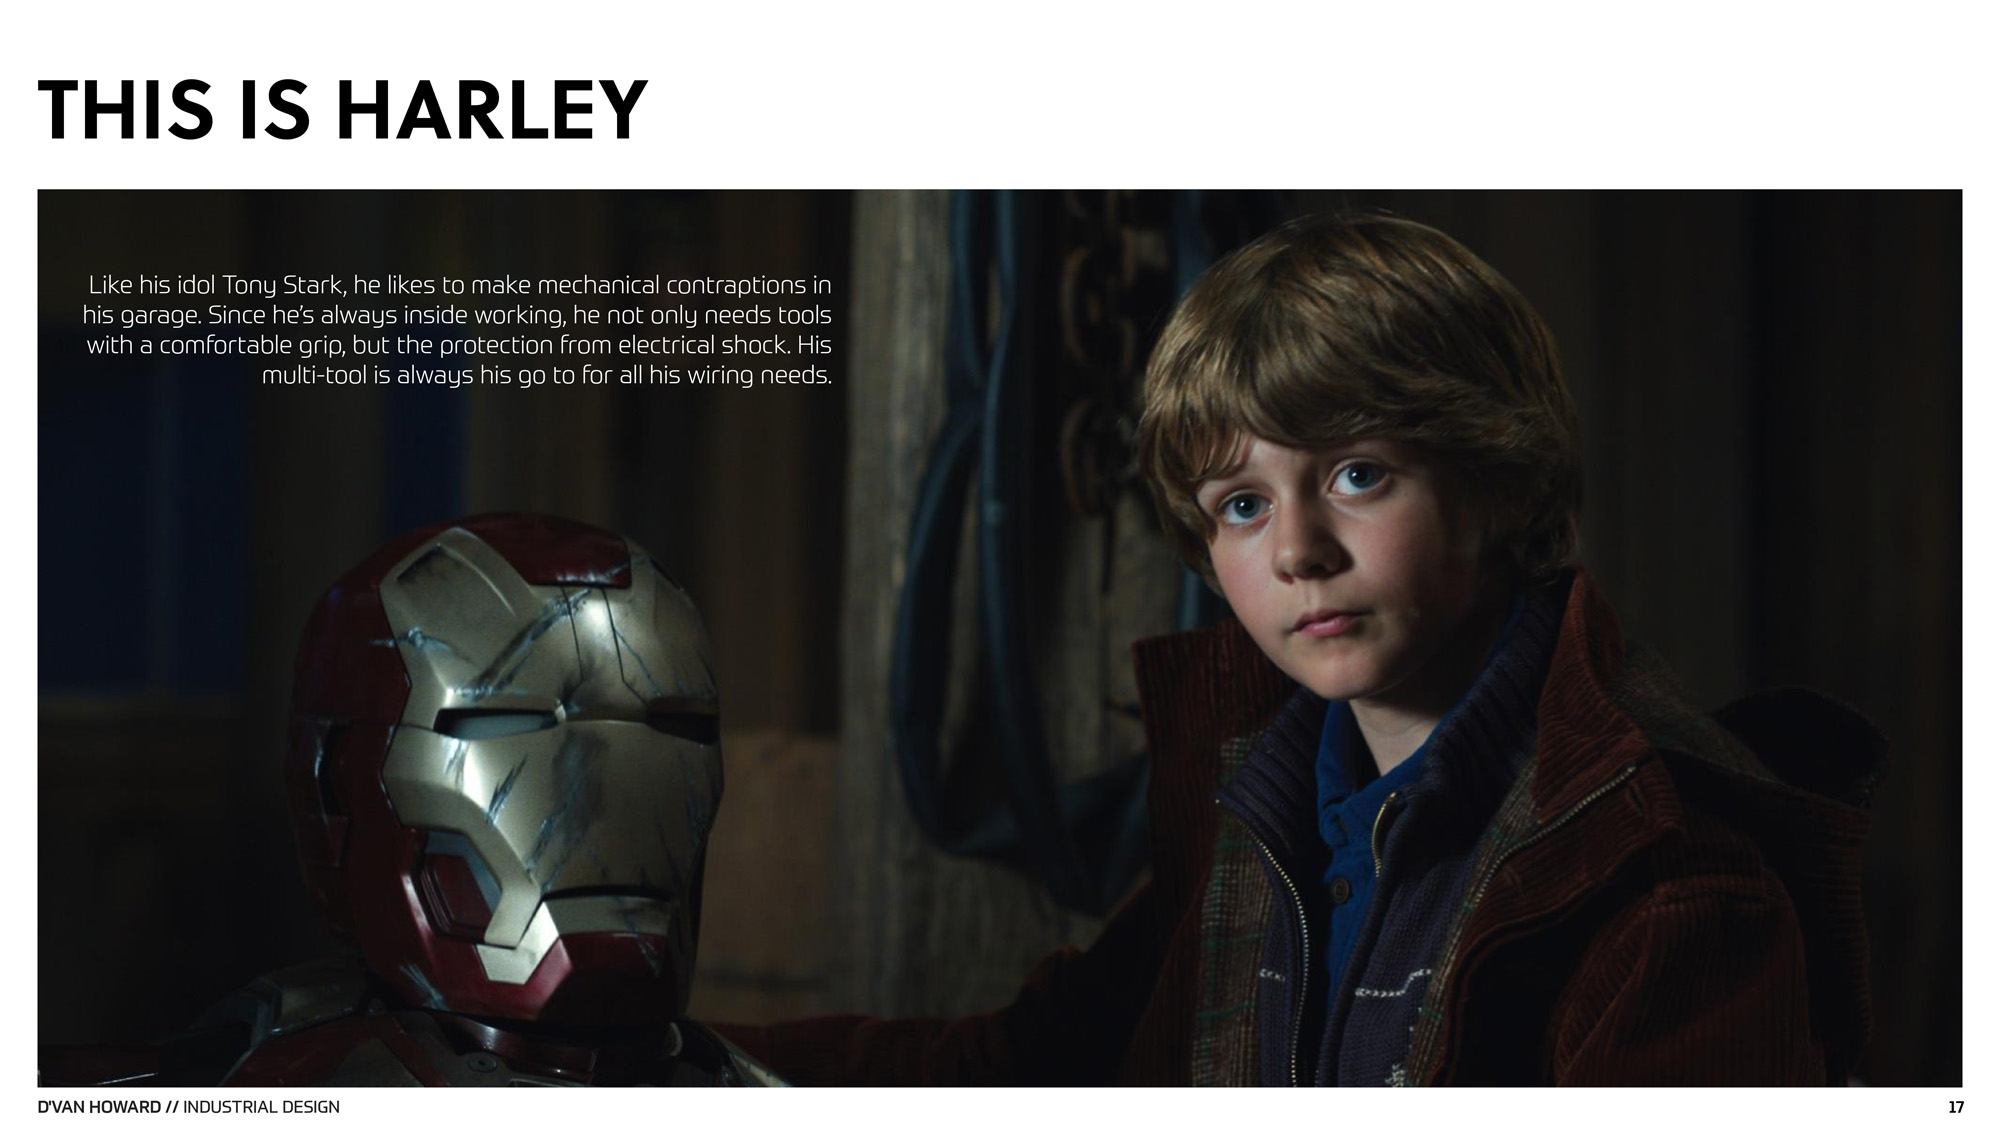 THIS IS HARLEY
Like his idol Tony Stark, he likes to make mechanical contraptions in
his garage. Since he’s always inside working, he not only needs tools
with a comfortable grip, but the protection from electrical shock. His
multi-tool is always his go to for all his wiring needs.
D'VAN HOWARD // INDUSTRIAL DESIGN
17